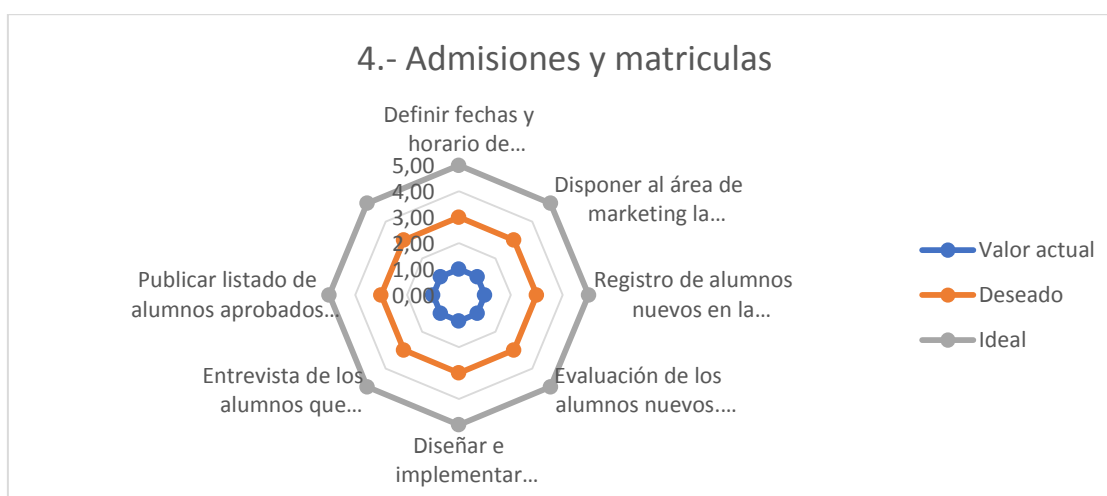 4.- Admisiones y matriculas
Definir fechas y
horario de...
5,00
4,00
3,00
2,00
1,00
0,00
Disponer al área de
marketing la...
Registro de alumnos
nuevos en la...
Evaluación de los
alumnos nuevos....
Diseñar e
implementar...
Entrevista de los
alumnos que...
Publicar listado de
alumnos aprobados...
Valor actual
Deseado
Ideal